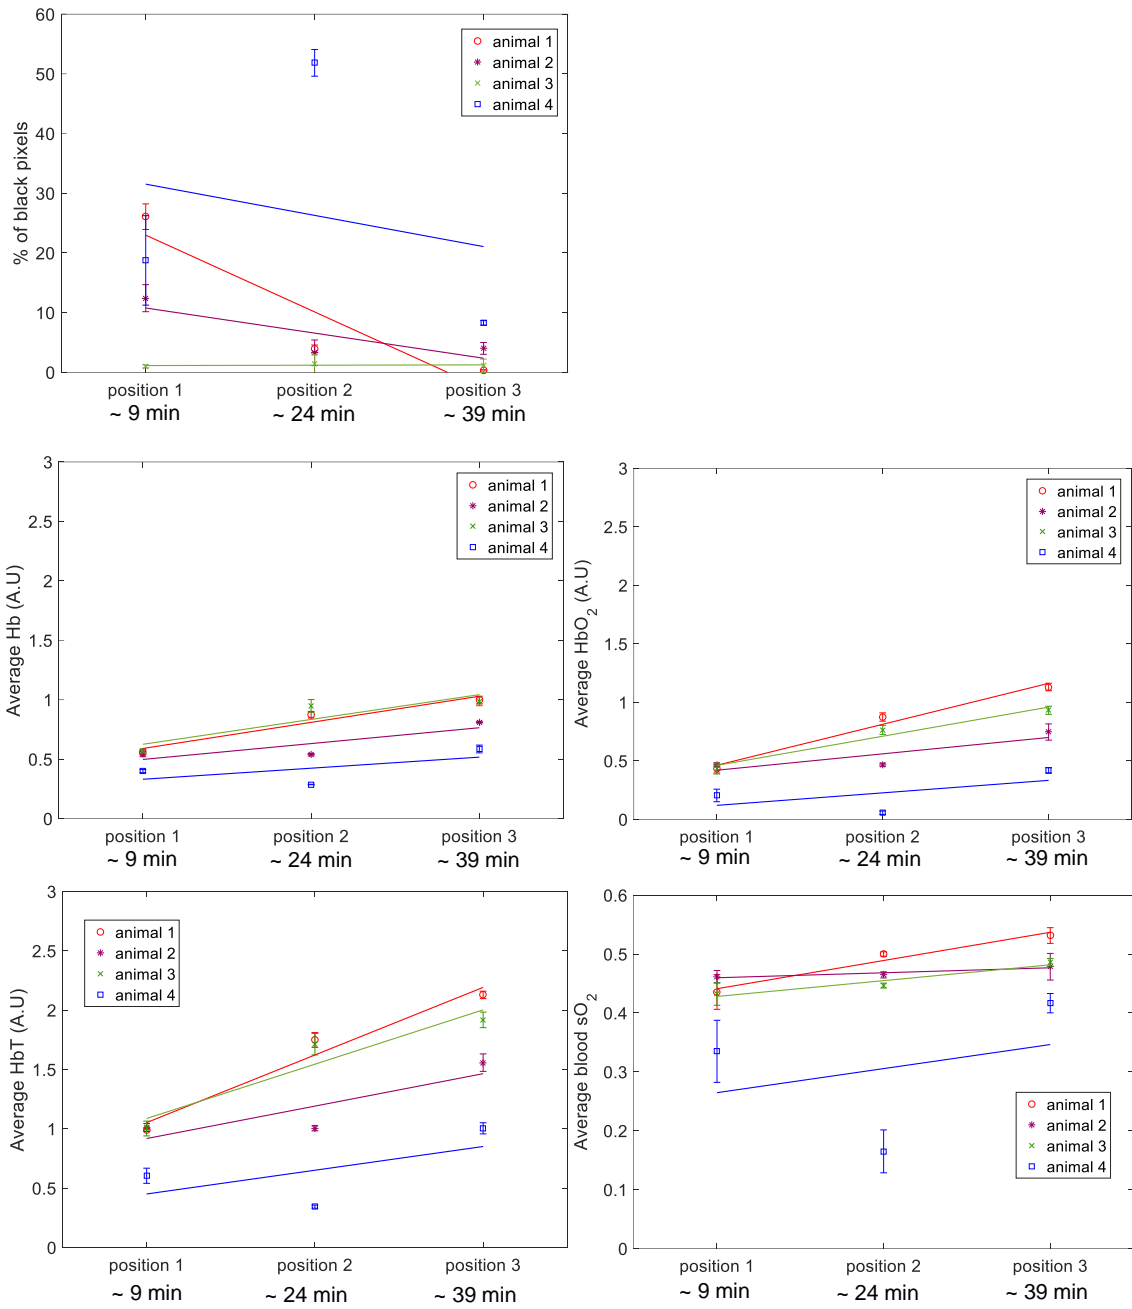 % of black pixels
60
50
40
30
20
10
0
animal 1
animal 2
animal 3
animal 4
position 1
position 2
position 3
~ 9 min
~ 24 min
~ 39 min
Average Hb (A.U)
3
2.5
2
1.5
1
0.5
0
animal 1
animal 2
animal 3
animal 4
position 1
position 2
position 3
~ 9 min
~ 24 min
~ 39 min
Average HbO2 (A.U)
3
2.5
2
1.5
1
0.5
0
animal 1
animal 2
animal 3
animal 4
position 1
position 2
position 3
~ 9 min
~ 24 min
~ 39 min
Average HbT (A.U)
3
2.5
2
1.5
1
0.5
0
animal 1
animal 2
animal 3
animal 4
position 1
position 2
position 3
~ 9 min
~ 24 min
~ 39 min
Average blood sO2
0.6
0.5
0.4
0.3
0.2
0.1
0
animal 1
animal 2
animal 3
animal 4
position 1
position 2
position 3
~ 9 min
~ 24 min
~ 39 min